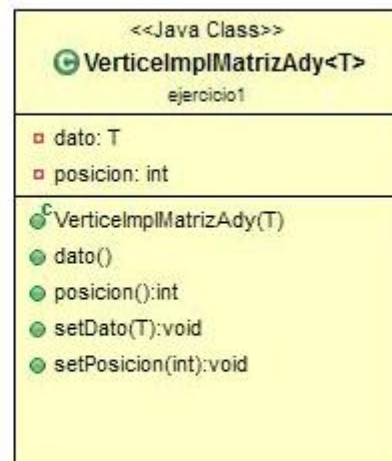 <<Java Class>>
VerticeImplMatrizAdy<T>
ejercicio1
dato: T
posicion: int
VerticeImplMatrizAdy(T)
dato()
posicion():int
setDato(T):void
setPosicion(int):void